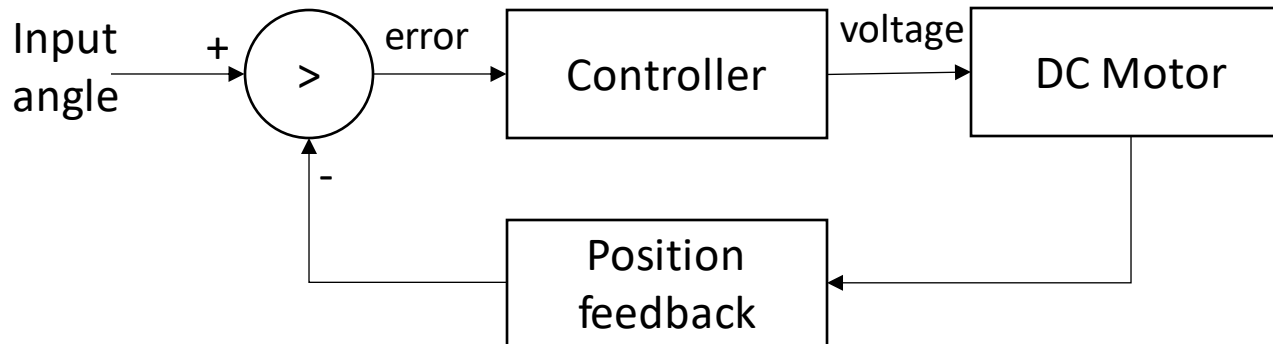 Input
angle
+
>
-
error
Controller
voltage
DC Motor
Position
feedback